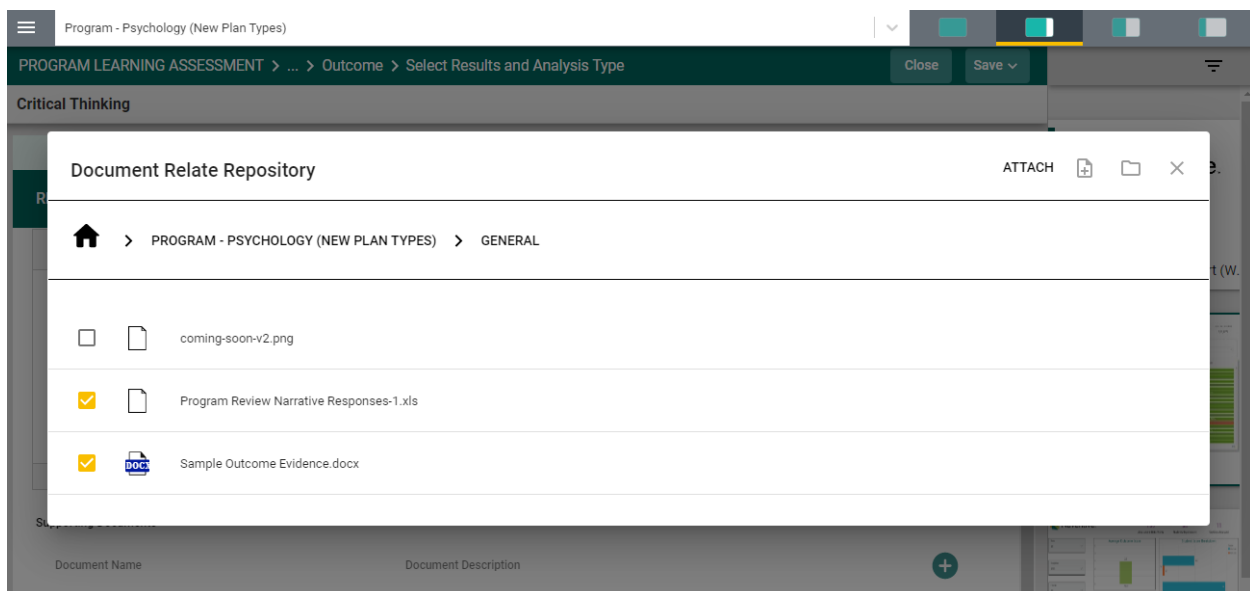 Program - Psychology (New Plan Types)
PROGRAM LEARNING ASSESSMENT > ... > Outcome > Select Results and Analysis Type
Close
Save
Critical Thinking
Document Relate Repository
ATTACH
PROGRAM - PSYCHOLOGY (NEW PLAN TYPES) > GENERAL
coming-soon-v2.png
Program Review Narrative Responses-1.xls
DOCX
Sample Outcome Evidence.docx
Document Name
Document Description